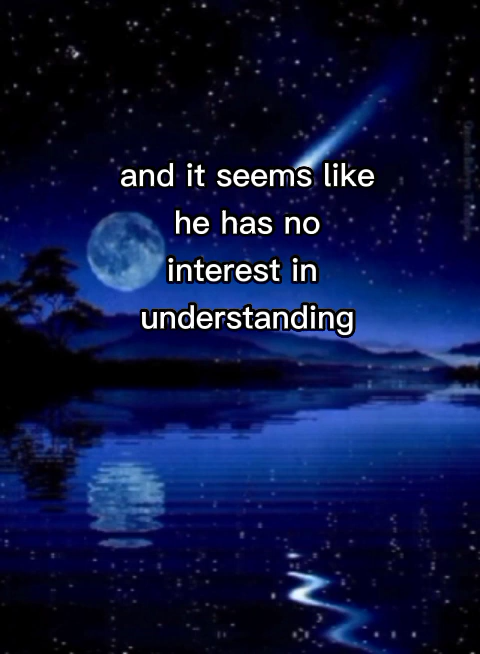 and it seems like
he has no
interest in
understanding